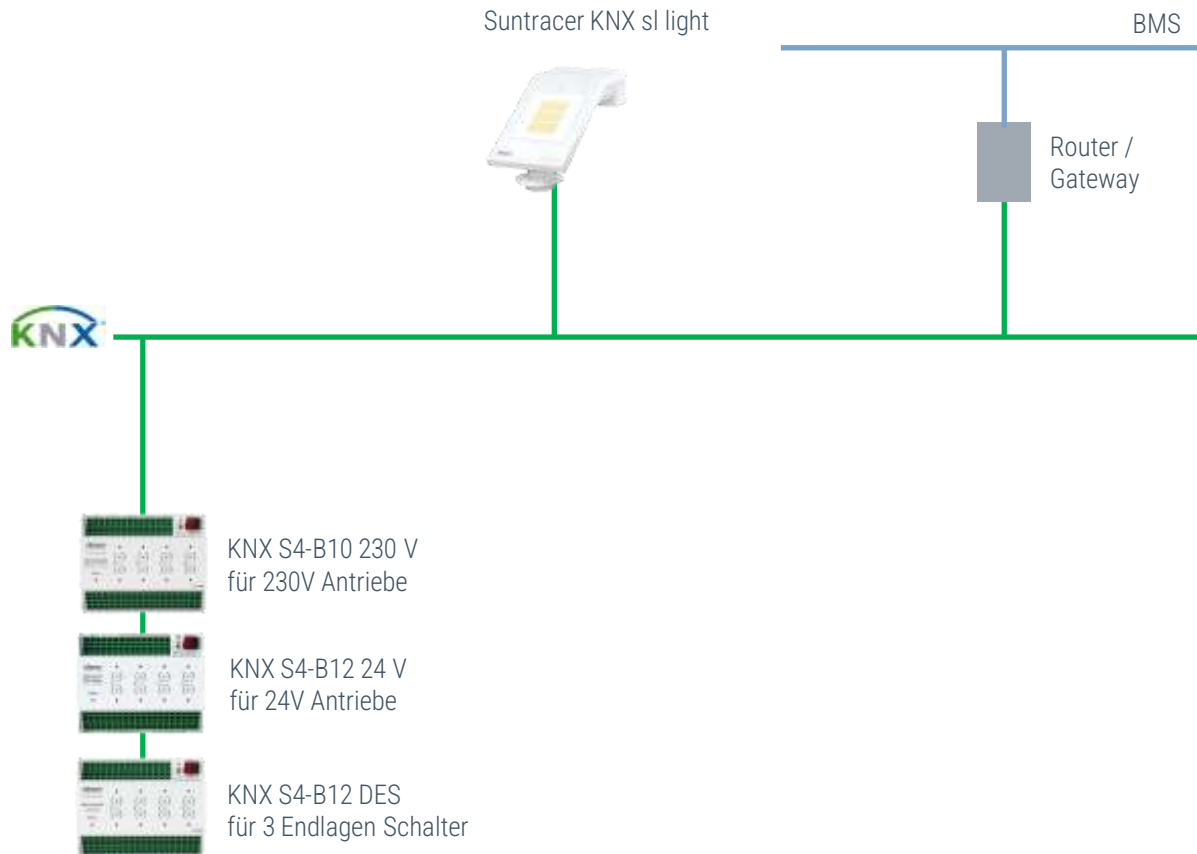 Suntracer KNX sl light
BMS
Router /
Gateway
KNX
KNX S4-B10 230 V
für 230V Antriebe
KNX S4-B12 24 V
für 24V Antriebe
KNX S4-B12 DES
für 3 Endlagen Schalter